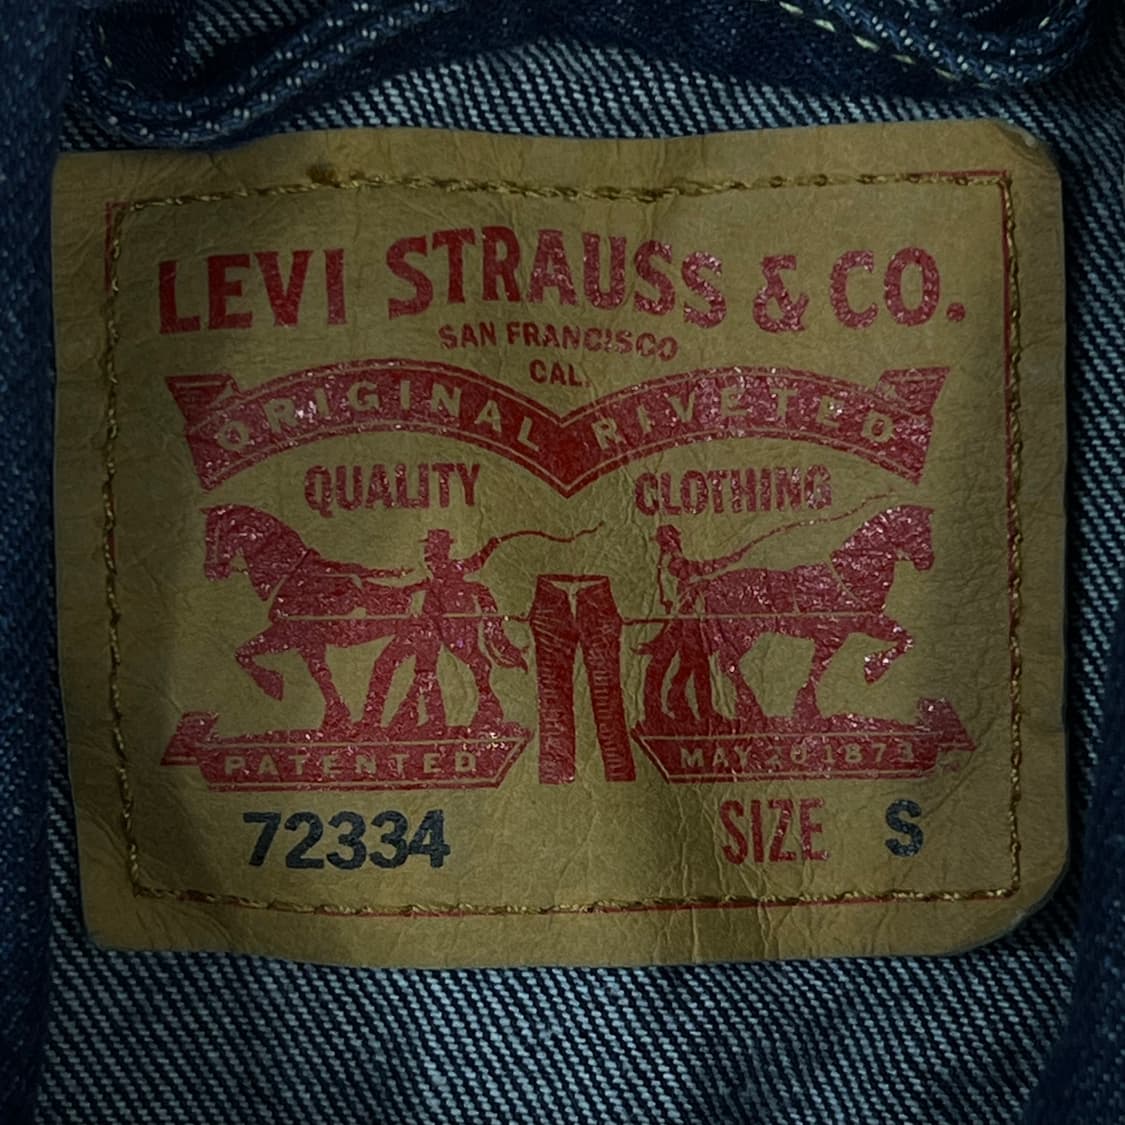 LEVI STRAUSS & CO.
SAN FRANCISCO
CAL.
ORIGINAL RIVETED
QUALITY CLOTHING
PATENTED MAY 20 1873
72334 SIZE S